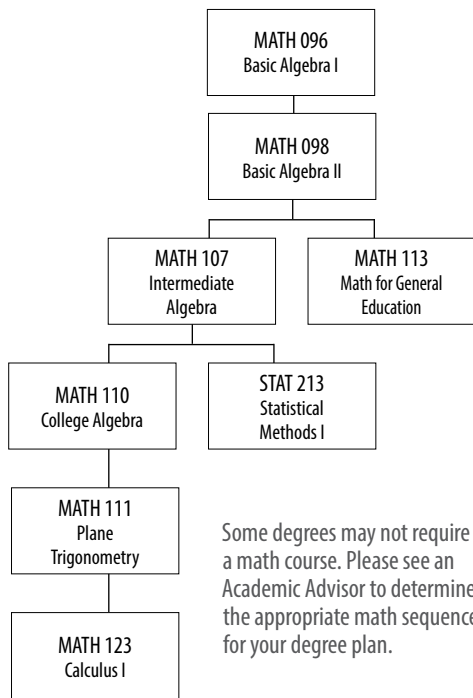 MATH 096
Basic Algebra I
MATH 098
Basic Algebra II
MATH 107
Intermediate
Algebra
MATH 113
Math for General
Education
MATH 110
College Algebra
STAT 213
Statistical
Methods I
MATH 111
Plane
Trigonometry
MATH 123
Calculus I
Some degrees may not require
a math course. Please see an
Academic Advisor to determine
the appropriate math sequence
for your degree plan.